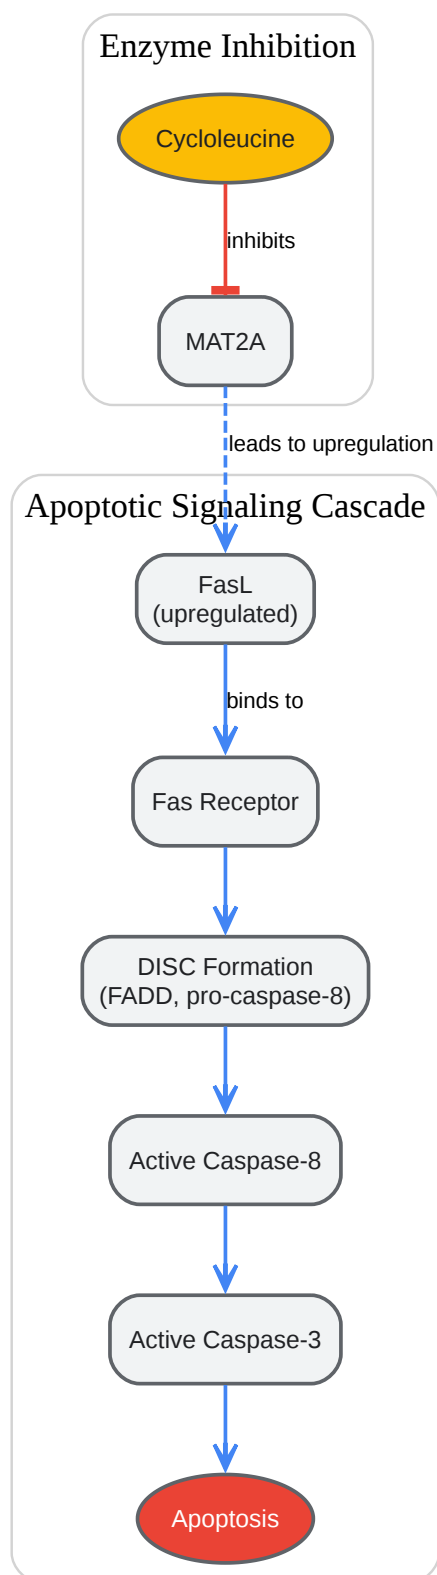 Enzyme Inhibition
Cycloleucine
inhibits
MAT2A
leads to upregulation
Apoptotic Signaling Cascade
FasL
(upregulated)
binds to
Fas Receptor
DISC Formation
(FADD, pro-caspase-8)
Active Caspase-8
Active Caspase-3
Apoptosis